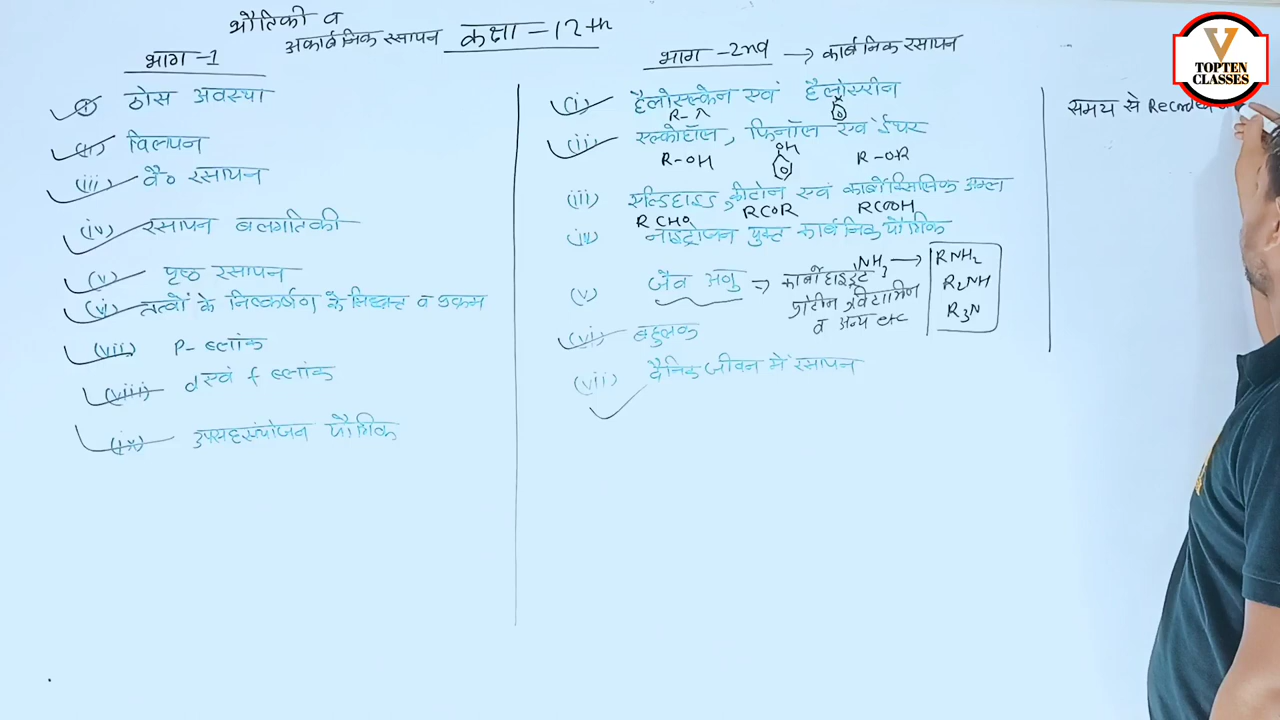 भौतिकी व
अकार्बनिक रसायन कक्षा - 12th
भाग -1
(i) ठोस अवस्था
(ii) विलयन
(iii) वै० रसायन
(iv) रसायन बलगतिकी
(v) पृष्ठ रसायन
(vi) तत्वों के निष्कर्षण के सिद्धान्त व प्रक्रम
(vii) P- ब्लॉक
(viii) d एवं f ब्लॉक
(ix) उपसहसंयोजन यौगिक
भाग -2nd → कार्बनिक रसायन
(i) हैलोएल्केन एवं हैलोएरीन
R-X
(ii) एल्कोहॉल, फिनॉल एवं ईथर
R-OH OH R-OR
(iii) एल्डिहाइड, कीटोन एवं कार्बोक्सिलिक अम्ल
RCHO RCOR RCOOH
(iv) नाइट्रोजन युक्त कार्बनिक यौगिक
NH₃ → RNH₂
R₂NH
R₃N
(v) जैव अणु ⇒ कार्बोहाइड्रेट,
प्रोटीन, विटामिन
व अन्य etc
(vi) बहुलक
(vii) दैनिक जीवन में रसायन
समय से
V
TOPTEN
CLASSES